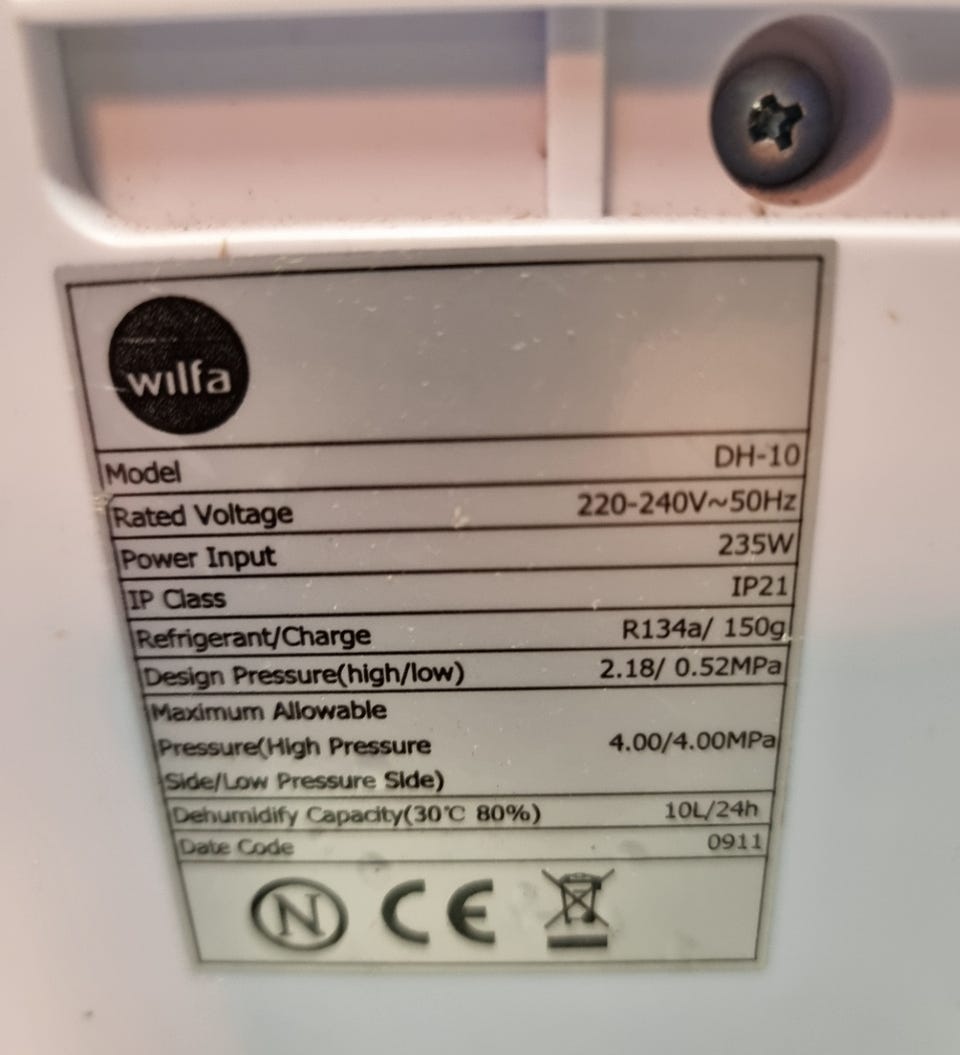 wilfa
Model DH-10
Rated Voltage 220-240V~50Hz
Power Input 235W
IP Class IP21
Refrigerant/Charge R134a/ 150g
Design Pressure(high/low) 2.18/ 0.52MPa
Maximum Allowable
Pressure(High Pressure 4.00/4.00MPa
Side/Low Pressure Side)
Dehumidify Capacity(30℃ 80%) 10L/24h
Date Code 0911
N CE